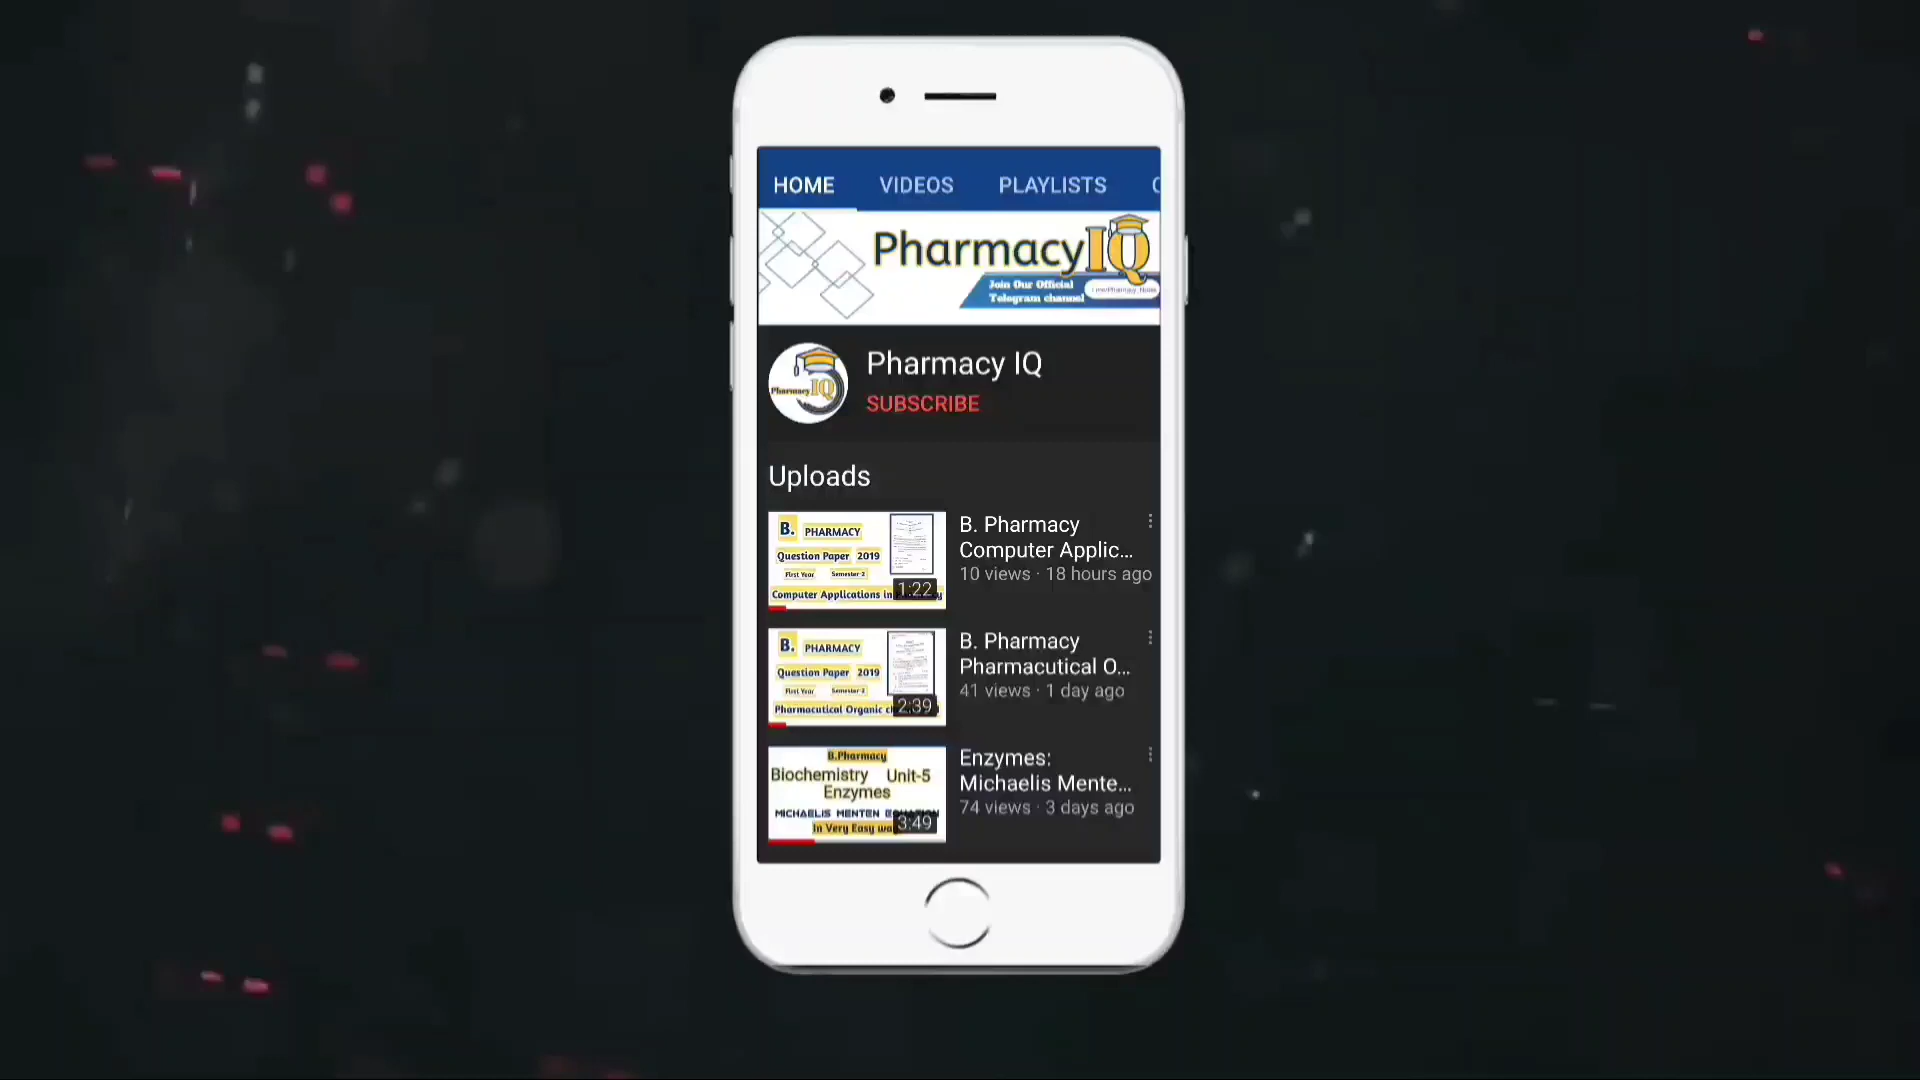 HOME VIDEOS PLAYLISTS
PharmacyIQ
Join Our Official
Telegram channel
Pharmacy IQ
Pharmacy IQ
SUBSCRIBE
Uploads
B. PHARMACY
Question Paper 2019
First Year Semester-2
Computer Applications in
1:22
B. Pharmacy
Computer Applic...
10 views · 18 hours ago
B. PHARMACY
Question Paper 2019
First Year Semester-2
Pharmacutical Organic
2:39
B. Pharmacy
Pharmacutical O...
41 views · 1 day ago
B.Pharmacy
Biochemistry Unit-5
Enzymes
MICHAELIS MENTEN
In Very Easy
3:49
Enzymes:
Michaelis Mente...
74 views · 3 days ago